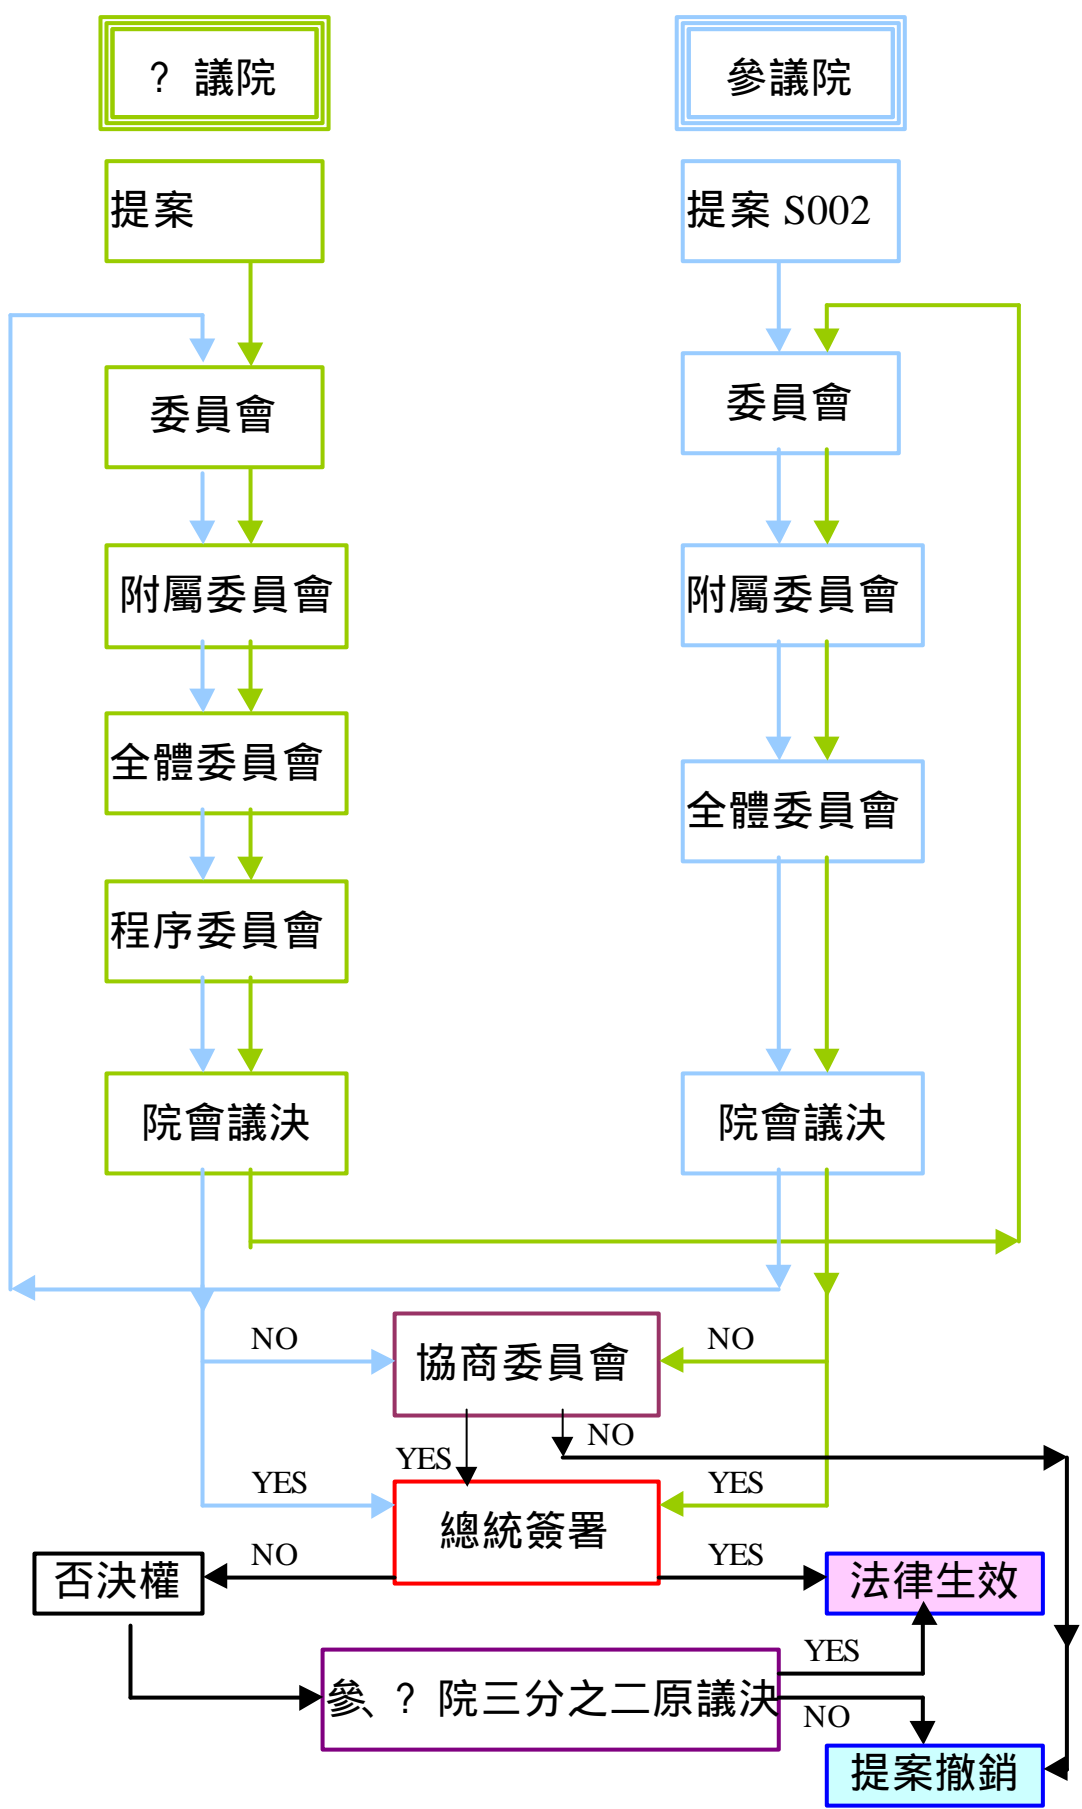 ? 議院
參議院
提案
提案 S002
委員會
委員會
附屬委員會
附屬委員會
全體委員會
全體委員會
程序委員會
院會議決
院會議決
NO
協商委員會
NO
YES
NO
YES
總統簽署
YES
否決權
NO
YES
法律生效
參、? 院三分之二原議決
YES
NO
提案撤銷